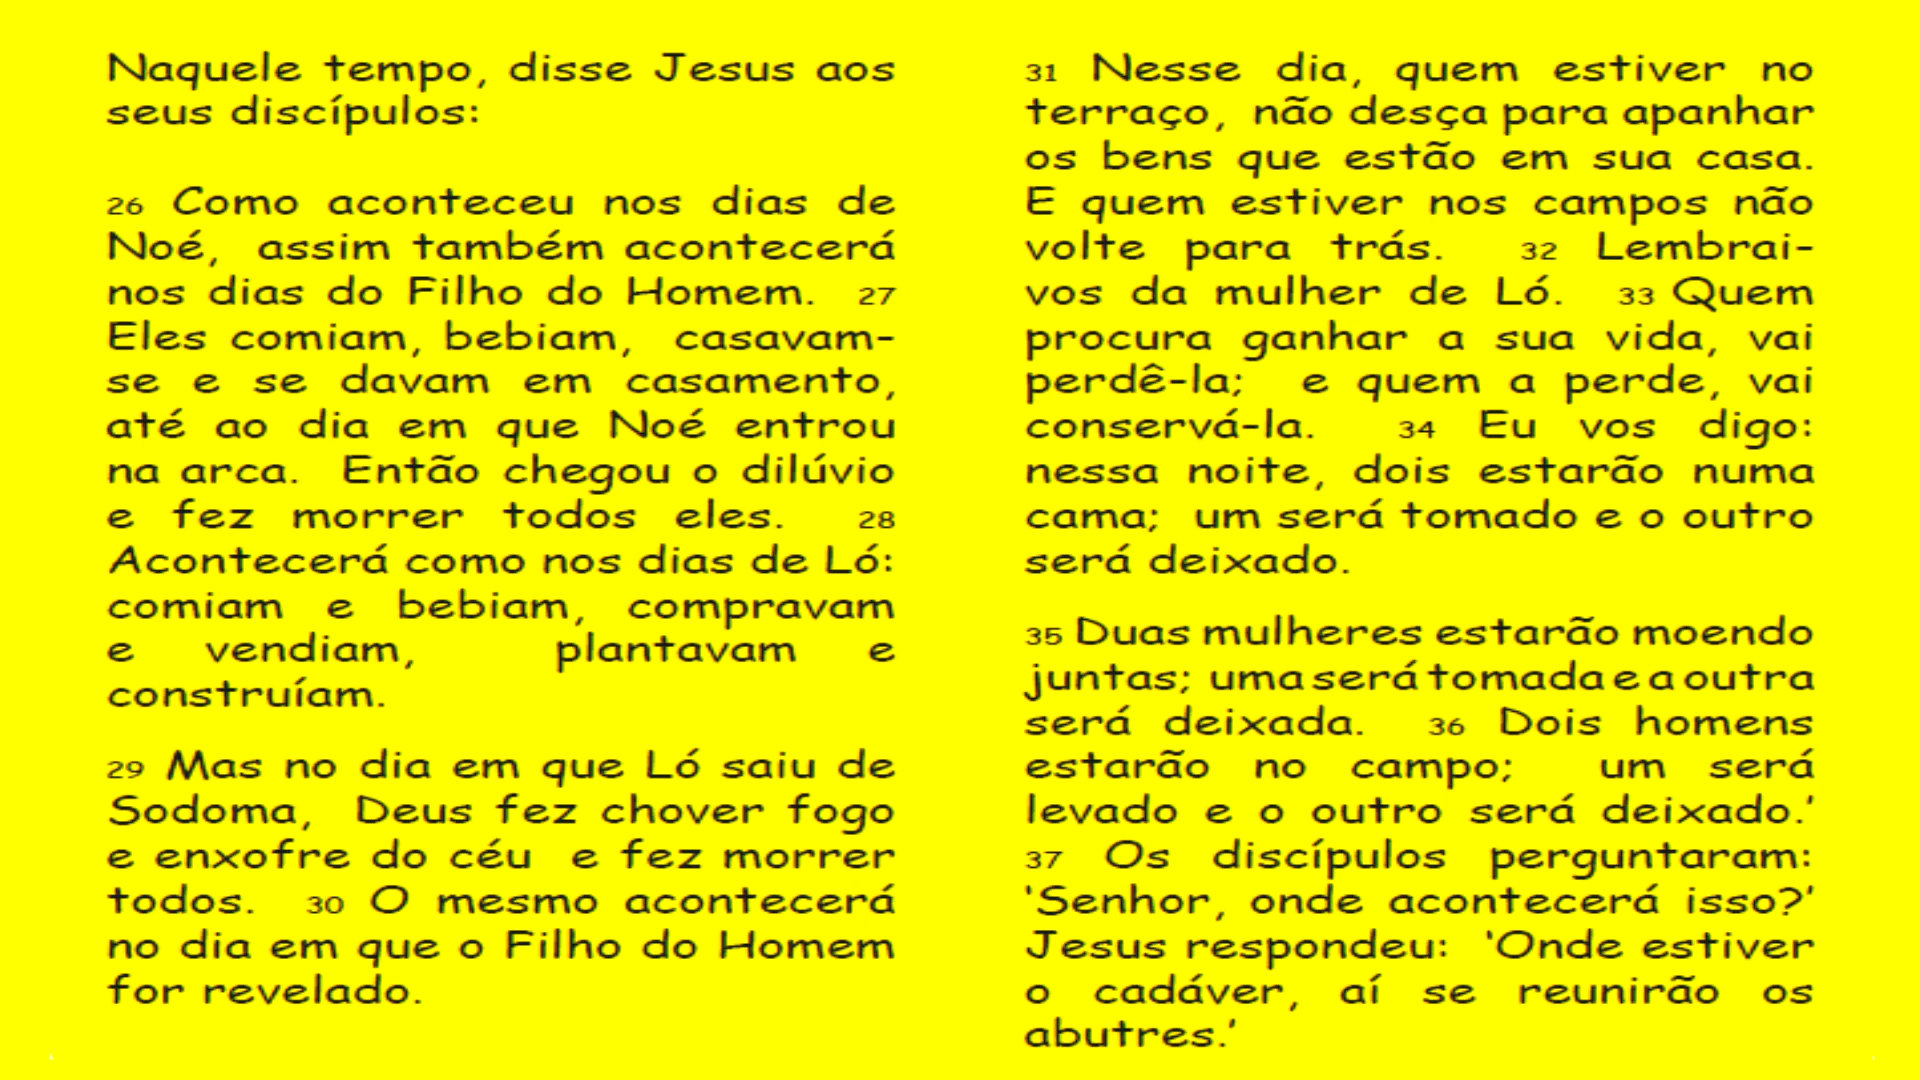 Naquele tempo, disse Jesus aos
seus discípulos:
26 Como aconteceu nos dias de
Noé, assim também acontecerá
nos dias do Filho do Homem. 27
Eles comiam, bebiam, casavam-
se e se davam em casamento,
até ao dia em que Noé entrou
na arca. Então chegou o dilúvio
e fez morrer todos eles. 28
Acontecerá como nos dias de Ló:
comiam e bebiam, compravam
e vendiam, plantavam e
construíam.
29 Mas no dia em que Ló saiu de
Sodoma, Deus fez chover fogo
e enxofre do céu e fez morrer
todos. 30 O mesmo acontecerá
no dia em que o Filho do Homem
for revelado.
31 Nesse dia, quem estiver no
terraço, não desça para apanhar
os bens que estão em sua casa.
E quem estiver nos campos não
volte para trás. 32 Lembrai-
vos da mulher de Ló. 33 Quem
procura ganhar a sua vida, vai
perdê-la; e quem a perde, vai
conservá-la. 34 Eu vos digo:
nessa noite, dois estarão numa
cama; um será tomado e o outro
será deixado.
35 Duas mulheres estarão moendo
juntas; uma será tomada e a outra
será deixada. 36 Dois homens
estarão no campo; um será
levado e o outro será deixado.'
37 Os discípulos perguntaram:
'Senhor, onde acontecerá isso?'
Jesus respondeu: 'Onde estiver
o cadáver, aí se reunirão os
abutres.'